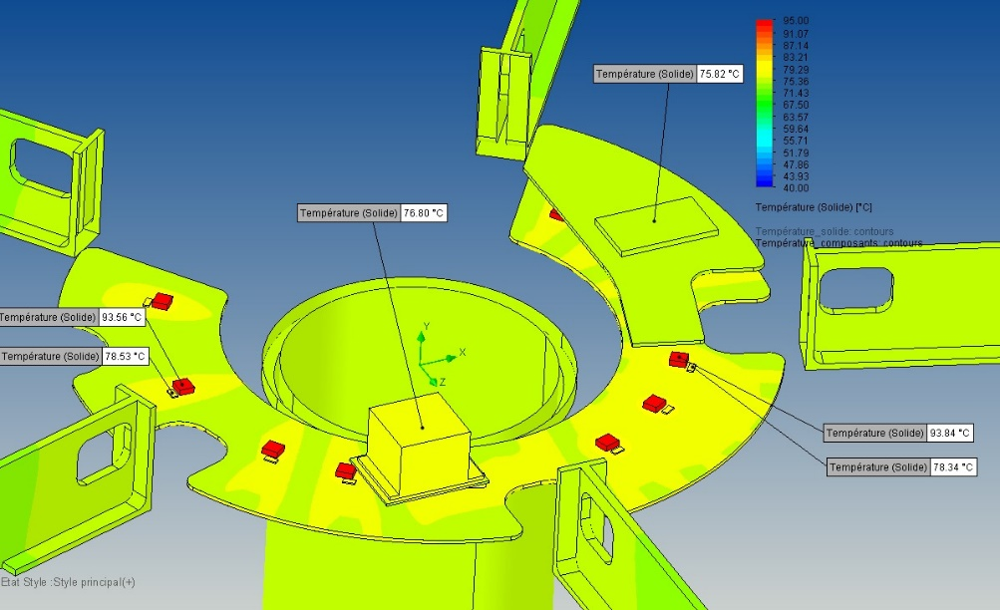 95.00
91.07
87.14
83.21
79.29
75.36
71.43
67.50
63.57
59.64
55.71
51.79
47.86
43.93
40.00
Température (Solide) [°C]
Température_solide: contours
Température_composants: contours
Température (Solide) 75.82 °C
Température (Solide) 76.80 °C
Température (Solide) 93.56 °C
Température (Solide) 78.53 °C
Y
X
Z
Température (Solide) 93.84 °C
Température (Solide) 78.34 °C
Etat Style :Style principal(+)